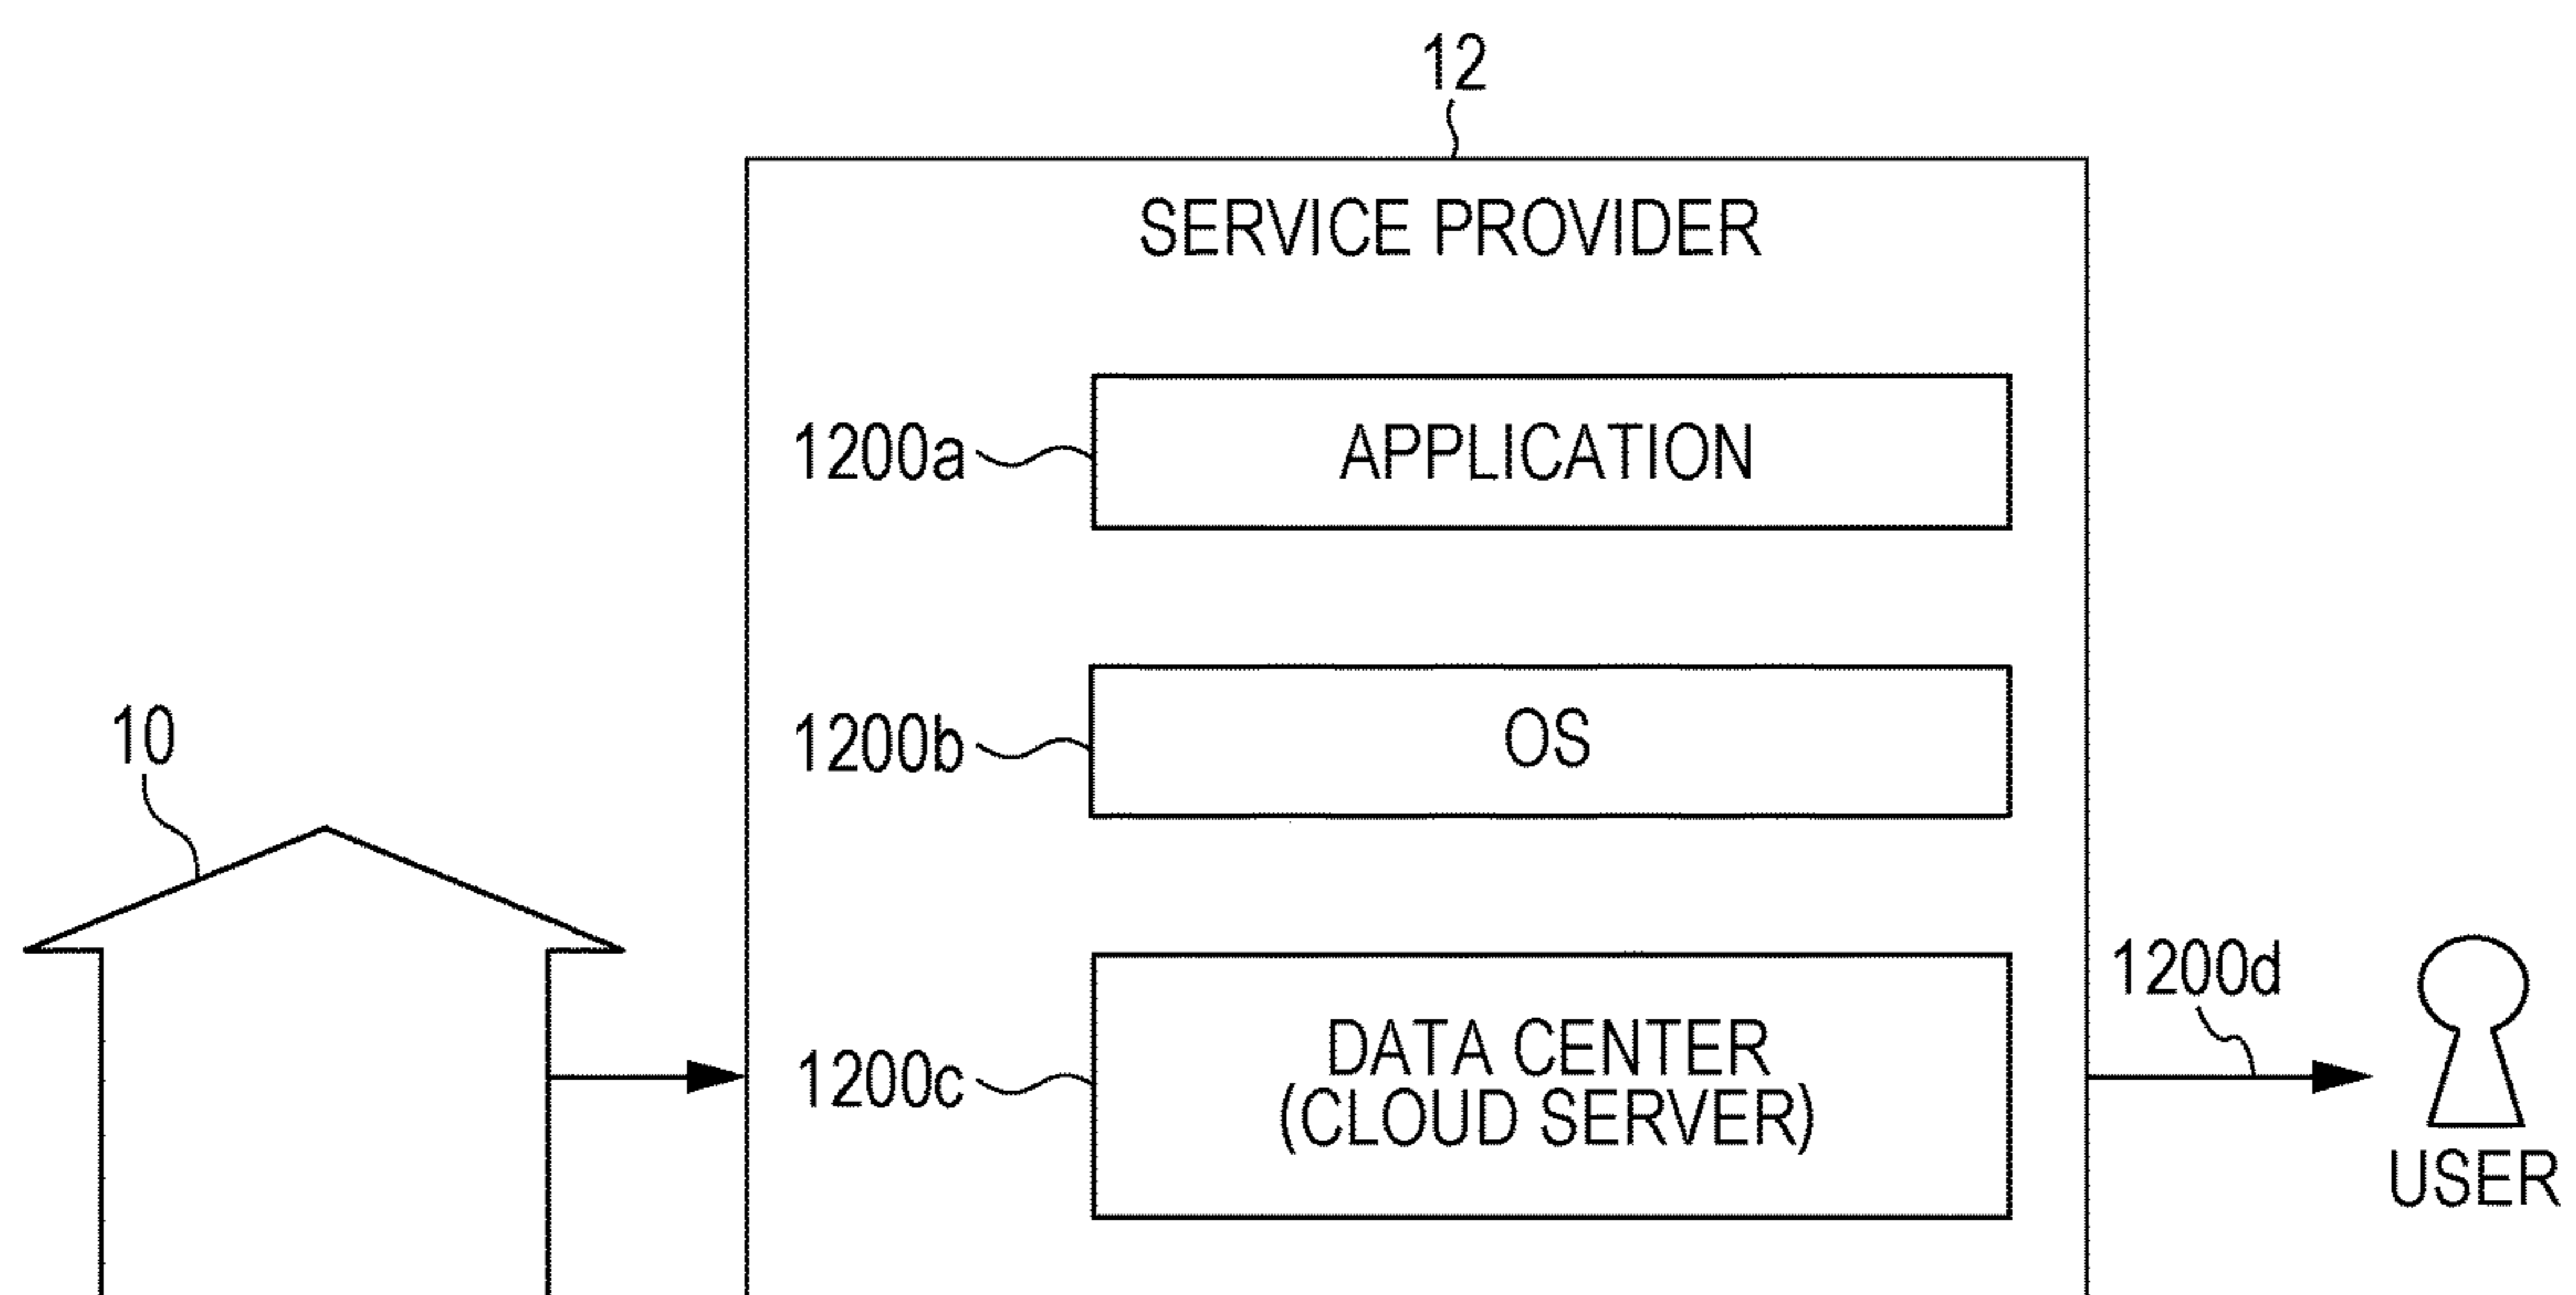 12
SERVICE PROVIDER
1200a
APPLICATION
1200b
OS
10
1200c
DATA CENTER
(CLOUD SERVER)
1200d
USER